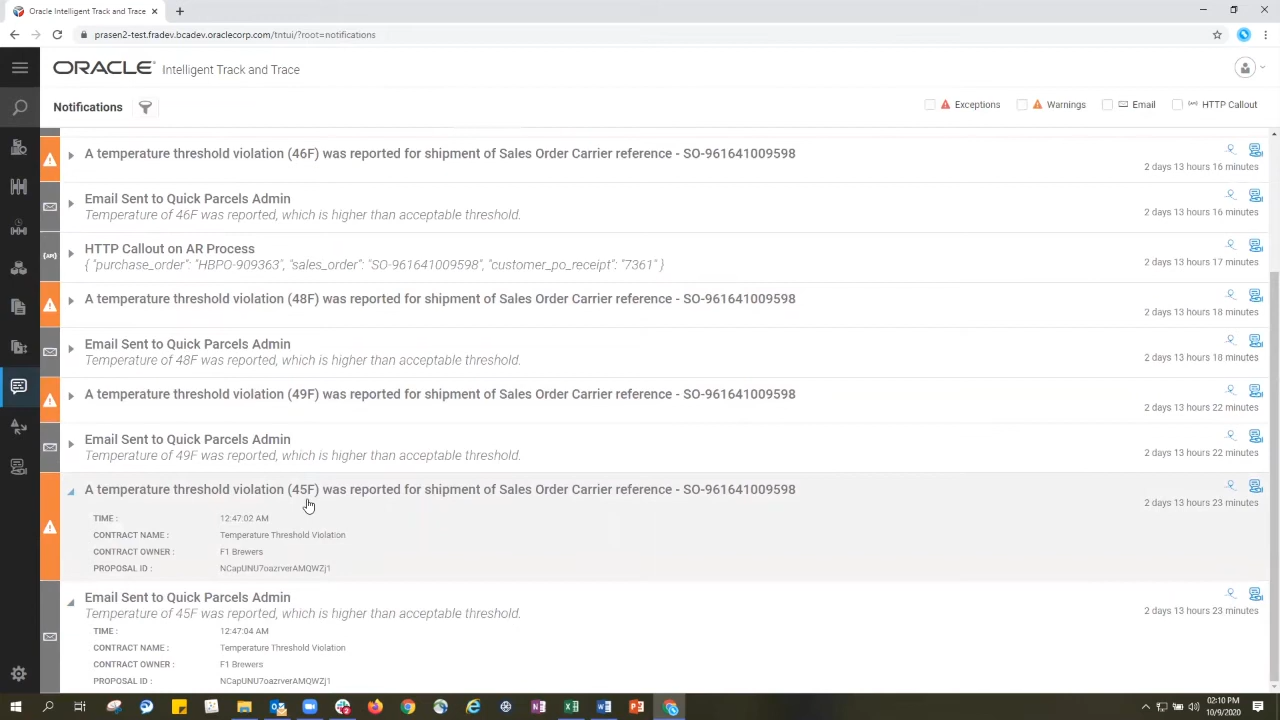 Oracle Intelligent Track and Trace
prasen2-test.fradev.bcadev.oraclecorp.com/tntui/?root=notifications
ORACLE Intelligent Track and Trace
Notifications
Exceptions Warnings Email HTTP Callout
A temperature threshold violation (46F) was reported for shipment of Sales Order Carrier reference - SO-961641009598
2 days 13 hours 16 minutes
Email Sent to Quick Parcels Admin
Temperature of 46F was reported, which is higher than acceptable threshold.
2 days 13 hours 16 minutes
HTTP Callout on AR Process
{ "purchase_order": "HBPO-909363", "sales_order": "SO-961641009598", "customer_po_receipt": "7361" }
2 days 13 hours 17 minutes
A temperature threshold violation (48F) was reported for shipment of Sales Order Carrier reference - SO-961641009598
2 days 13 hours 18 minutes
Email Sent to Quick Parcels Admin
Temperature of 48F was reported, which is higher than acceptable threshold.
2 days 13 hours 18 minutes
A temperature threshold violation (49F) was reported for shipment of Sales Order Carrier reference - SO-961641009598
2 days 13 hours 22 minutes
Email Sent to Quick Parcels Admin
Temperature of 49F was reported, which is higher than acceptable threshold.
2 days 13 hours 22 minutes
A temperature threshold violation (45F) was reported for shipment of Sales Order Carrier reference - SO-961641009598
2 days 13 hours 23 minutes
TIME : 12:47:02 AM
CONTRACT NAME : Temperature Threshold Violation
CONTRACT OWNER : F1 Brewers
PROPOSAL ID : NCapUNU7oazrverAMQWZj1
Email Sent to Quick Parcels Admin
Temperature of 45F was reported, which is higher than acceptable threshold.
2 days 13 hours 23 minutes
TIME : 12:47:04 AM
CONTRACT NAME : Temperature Threshold Violation
CONTRACT OWNER : F1 Brewers
PROPOSAL ID : NCapUNU7oazrverAMQWZj1
02:10 PM
10/9/2020